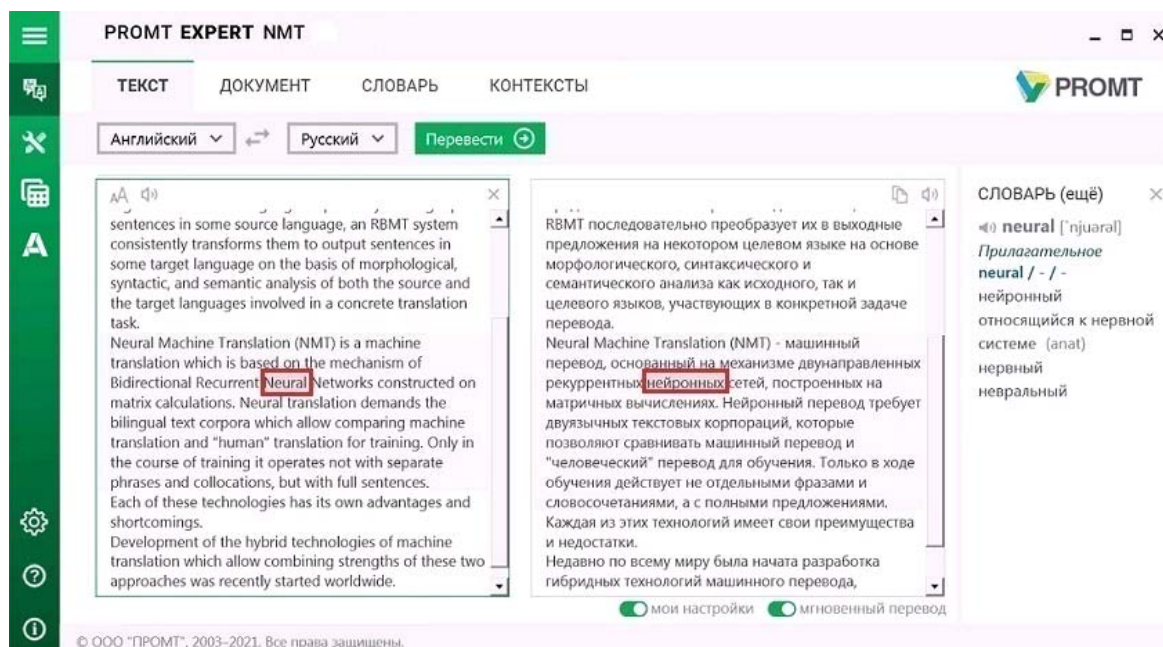 PROMT EXPERT NMT
ТЕКСТ ДОКУМЕНТ СЛОВАРЬ КОНТЕКСТЫ
PROMT
Английский Русский Перевести
sentences in some source language, an RBMT system
consistently transforms them to output sentences in
some target language on the basis of morphological,
syntactic, and semantic analysis of both the source and
the target languages involved in a concrete translation
task.
Neural Machine Translation (NMT) is a machine
translation which is based on the mechanism of
Bidirectional Recurrent Neural Networks constructed on
matrix calculations. Neural translation demands the
bilingual text corpora which allow comparing machine
translation and "human" translation for training. Only in
the course of training it operates not with separate
phrases and collocations, but with full sentences.
Each of these technologies has its own advantages and
shortcomings.
Development of the hybrid technologies of machine
translation which allow combining strengths of these two
approaches was recently started worldwide.
RBMT последовательно преобразует их в выходные
предложения на некотором целевом языке на основе
морфологического, синтаксического и
семантического анализа как исходного, так и
целевого языков, участвующих в конкретной задаче
перевода.
Neural Machine Translation (NMT) - машинный
перевод, основанный на механизме двунаправленных
рекуррентных нейронных сетей, построенных на
матричных вычислениях. Нейронный перевод требует
двуязычных текстовых корпораций, которые
позволяют сравнивать машинный перевод и
"человеческий" перевод для обучения. Только в ходе
обучения действует не отдельными фразами и
словосочетаниями, а с полными предложениями.
Каждая из этих технологий имеет свои преимущества
и недостатки.
Недавно по всему миру была начата разработка
гибридных технологий машинного перевода,
мои настройки мгновенный перевод
СЛОВАРЬ (ещё)
neural [ˈnjuərəl]
Прилагательное
neural / - / -
нейронный
относящийся к нервной
системе (anat)
нервный
невральный
© ООО "ПРОМТ", 2003–2021. Все права защищены.